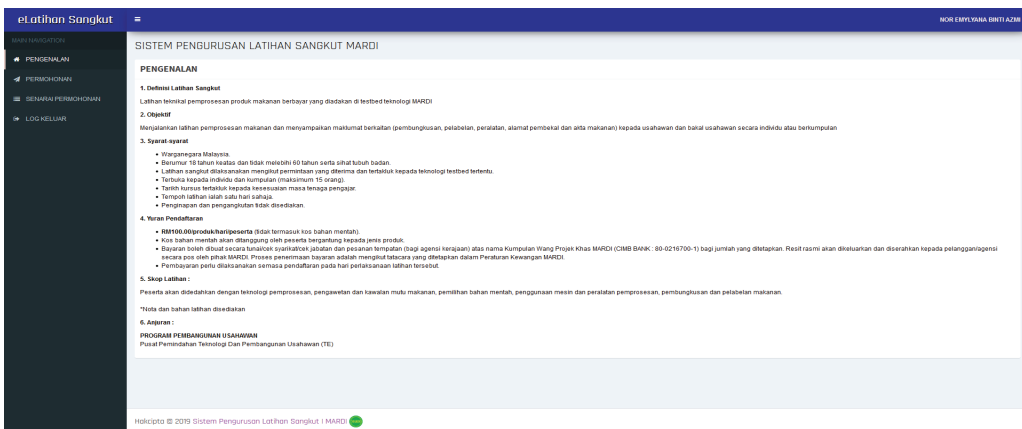 eLatihan Sangkut
NOR EMYLYANA BINTI AZMI
MAIN NAVIGATION
PENGENALAN
PERMOHONAN
SENARAI PERMOHONAN
LOG KELUAR
SISTEM PENGURUSAN LATIHAN SANGKUT MARDI
PENGENALAN
1. Definisi Latihan Sangkut
Latihan teknikal pemprosesan produk makanan berbayar yang diadakan di testbed teknologi MARDI
2. Objektif
Menjalankan latihan pemprosesan makanan dan menyampaikan maklumat berkaitan (pembungkusan, pelabelan, peralatan, alamat pembekal dan akta makanan) kepada usahawan dan bakal usahawan secara individu atau berkumpulan
3. Syarat-syarat
• Warganegara Malaysia.
• Berumur 18 tahun keatas dan tidak melebihi 60 tahun serta sihat tubuh badan.
• Latihan sangkut dilaksanakan mengikut permintaan yang diterima dan tertakluk kepada teknologi testbed tertentu.
• Terbuka kepada individu dan kumpulan (maksimum 15 orang).
• Tarikh kursus tertakluk kepada kesesuaian masa tenaga pengajar.
• Tempoh latihan ialah satu hari sahaja.
• Penginapan dan pengangkutan tidak disediakan.
4. Yuran Pendaftaran
• RM100.00/produk/hari/peserta (tidak termasuk kos bahan mentah).
• Kos bahan mentah akan ditanggung oleh peserta bergantung kepada jenis produk.
• Bayaran boleh dibuat secara tunai/cek syarikat/cek jabatan dan pesanan tempatan (bagi agensi kerajaan) atas nama Kumpulan Wang Projek Khas MARDI (CIMB BANK : 80-0216700-1) bagi jumlah yang ditetapkan. Resit rasmi akan dikeluarkan dan diserahkan kepada pelanggan/agensi
secara pos oleh pihak MARDI. Proses penerimaan bayaran adalah mengikut tatacara yang ditetapkan dalam Peraturan Kewangan MARDI.
• Pembayaran perlu dilaksanakan semasa pendaftaran pada hari perlaksanaan latihan tersebut.
5. Skop Latihan :
Peserta akan didedahkan dengan teknologi pemprosesan, pengawetan dan kawalan mutu makanan, pemilihan bahan mentah, penggunaan mesin dan peralatan pemprosesan, pembungkusan dan pelabelan makanan.
*Nota dan bahan latihan disediakan
6. Anjuran :
PROGRAM PEMBANGUNAN USAHAWAN
Pusat Pemindahan Teknologi Dan Pembangunan Usahawan (TE)
Hakcipta © 2019 Sistem Pengurusan Latihan Sangkut | MARDI